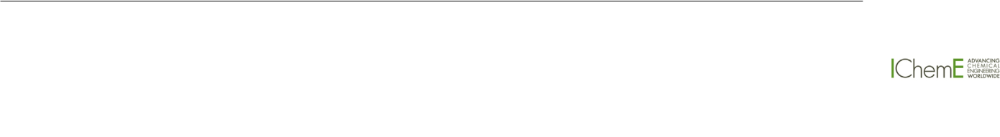 IChemE
ADVANCING
CHEMICAL
ENGINEERING
WORLDWIDE